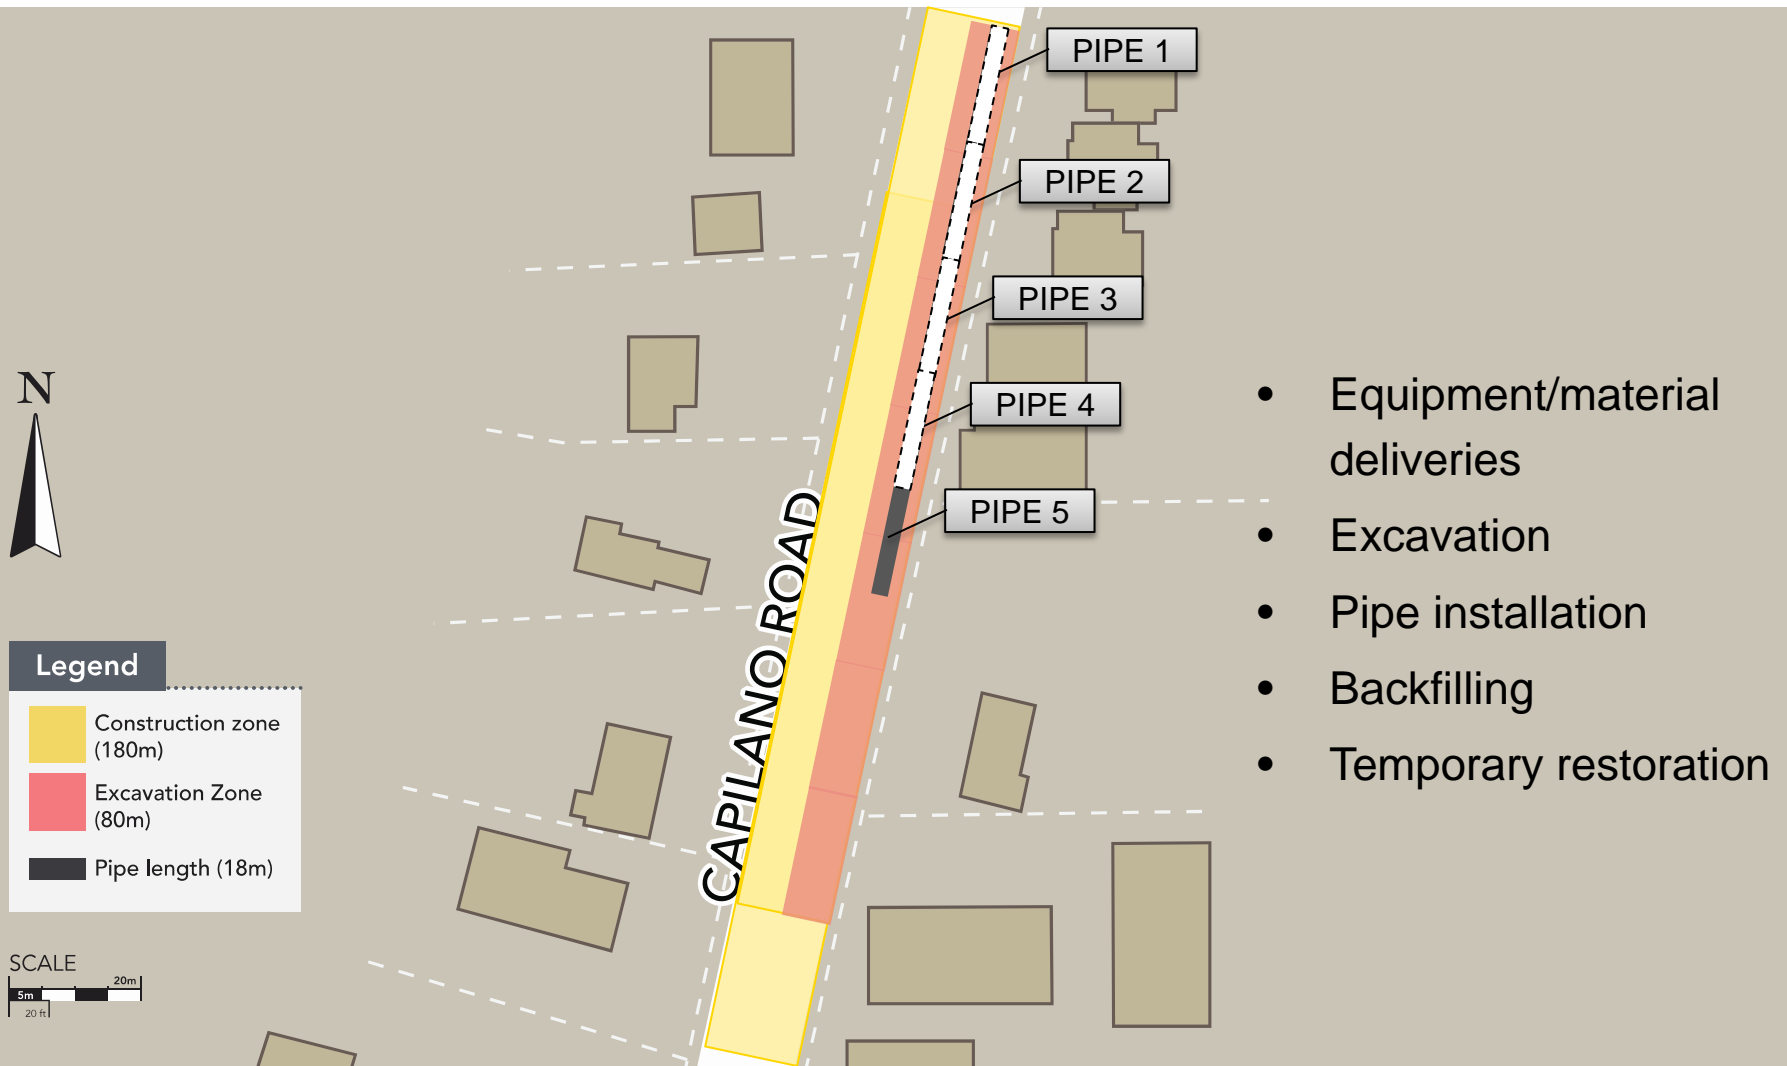 PIPE 1
PIPE 2
PIPE 3
PIPE 4
PIPE 5
CAPILANO ROAD
N
Legend
Construction zone
(180m)
Excavation Zone
(80m)
Pipe length (18m)
SCALE
20m
5m
20 ft
• Equipment/material
deliveries
• Excavation
• Pipe installation
• Backfilling
• Temporary restoration